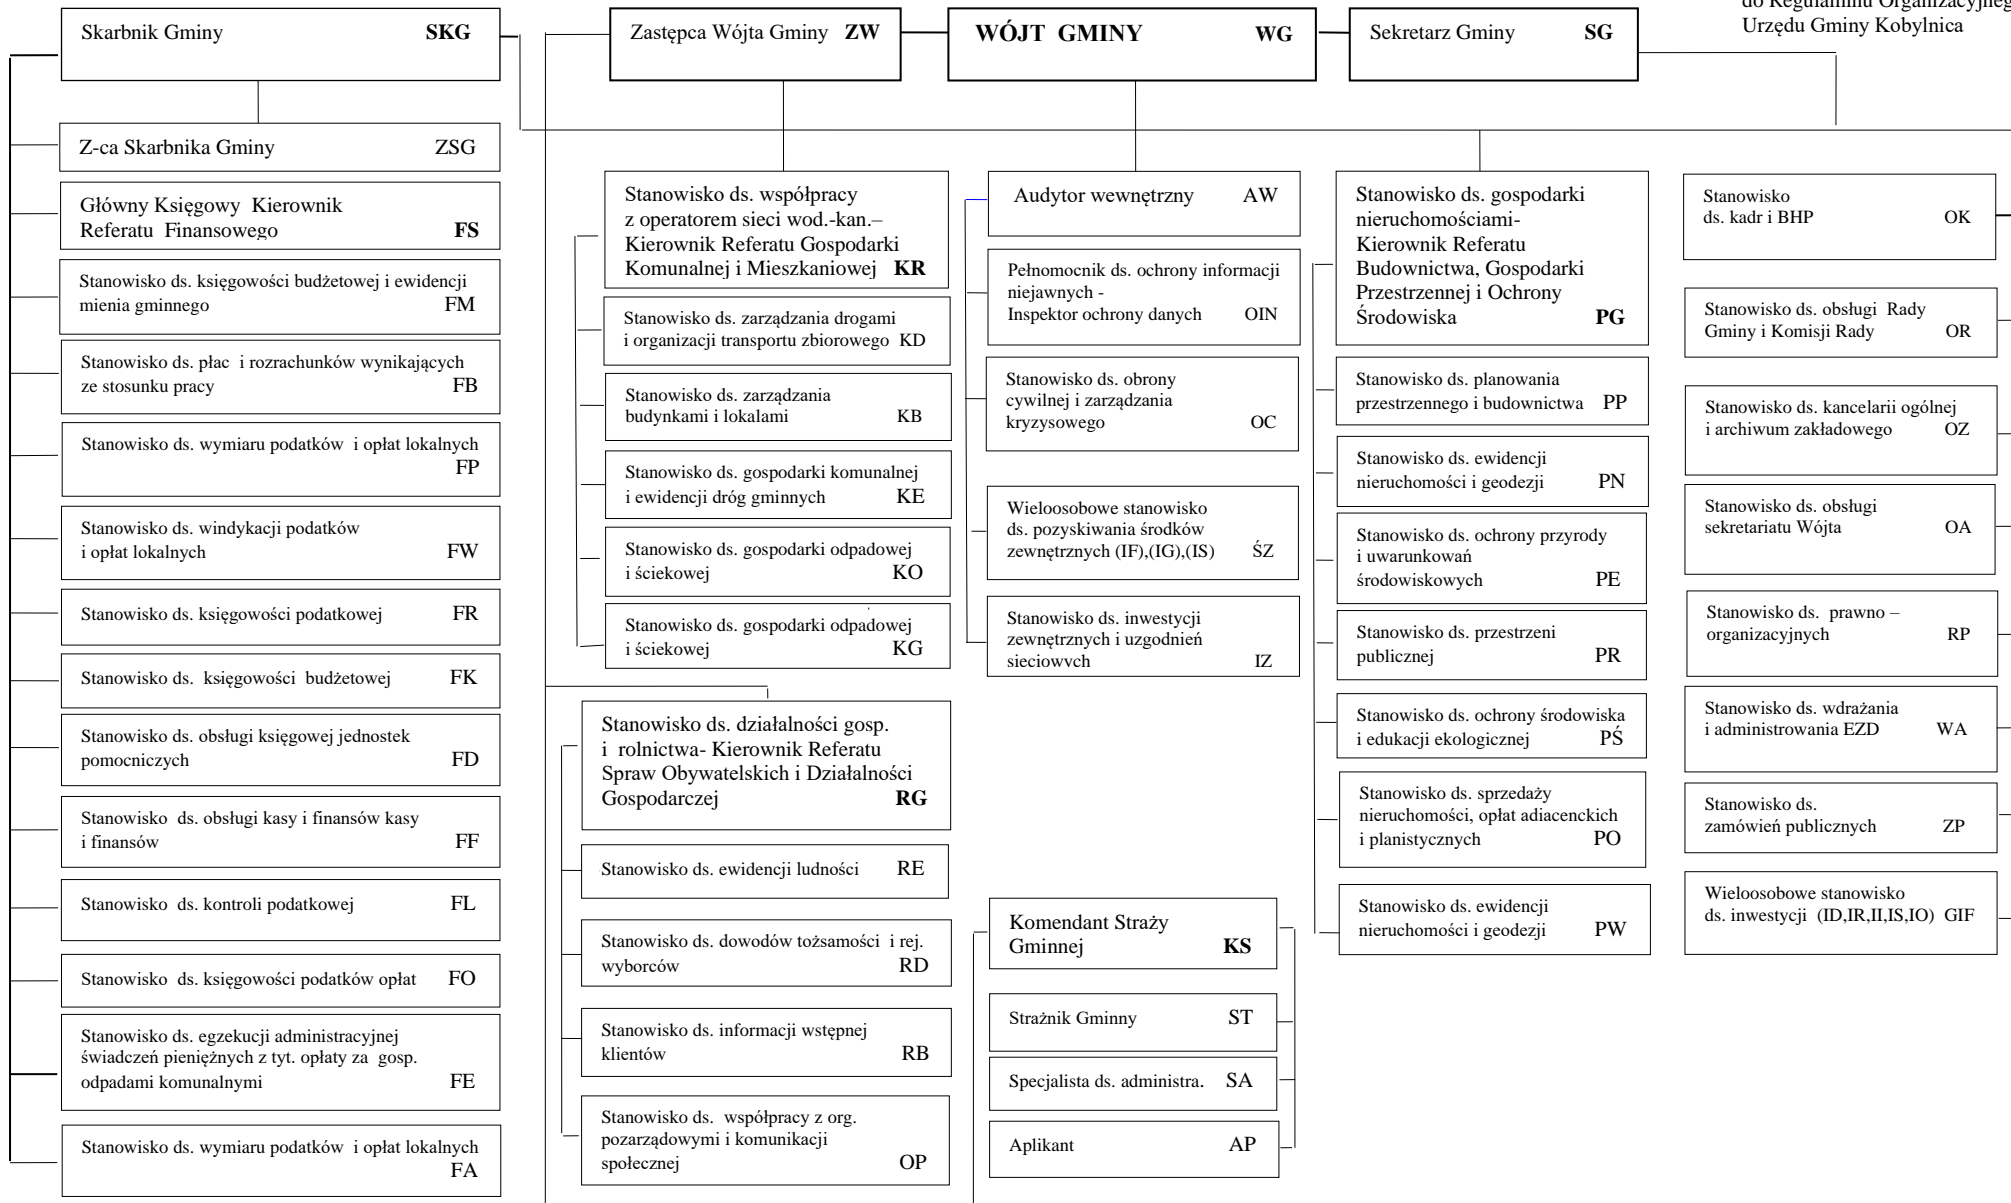 do Regulaminu Organizacyjnego
Urzędu Gminy Kobylnica
Skarbnik Gminy SKG
Zastępca Wójta Gminy ZW
WÓJT GMINY WG
Sekretarz Gminy SG
Z-ca Skarbnika Gminy ZSG
Główny Księgowy Kierownik
Referatu Finansowego FS
Stanowisko ds. księgowości budżetowej i ewidencji
mienia gminnego FM
Stanowisko ds. płac i rozrachunków wynikających
ze stosunku pracy FB
Stanowisko ds. wymiaru podatków i opłat lokalnych
FP
Stanowisko ds. windykacji podatków
i opłat lokalnych FW
Stanowisko ds. księgowości podatkowej FR
Stanowisko ds. księgowości budżetowej FK
Stanowisko ds. obsługi księgowej jednostek
pomocniczych FD
Stanowisko ds. obsługi kasy i finansów kasy
i finansów FF
Stanowisko ds. kontroli podatkowej FL
Stanowisko ds. księgowości podatków opłat FO
Stanowisko ds. egzekucji administracyjnej
świadczeń pieniężnych z tyt. opłaty za gosp.
odpadami komunalnymi FE
Stanowisko ds. wymiaru podatków i opłat lokalnych
FA
Stanowisko ds. współpracy
z operatorem sieci wod.-kan.–
Kierownik Referatu Gospodarki
Komunalnej i Mieszkaniowej KR
Stanowisko ds. zarządzania drogami
i organizacji transportu zbiorowego KD
Stanowisko ds. zarządzania
budynkami i lokalami KB
Stanowisko ds. gospodarki komunalnej
i ewidencji dróg gminnych KE
Stanowisko ds. gospodarki odpadowej
i ściekowej KO
Stanowisko ds. gospodarki odpadowej
i ściekowej KG
Stanowisko ds. działalności gosp.
i rolnictwa- Kierownik Referatu
Spraw Obywatelskich i Działalności
Gospodarczej RG
Stanowisko ds. ewidencji ludności RE
Stanowisko ds. dowodów tożsamości i rej.
wyborców RD
Stanowisko ds. informacji wstępnej
klientów RB
Stanowisko ds. współpracy z org.
pozarządowymi i komunikacji
społecznej OP
Audytor wewnętrzny AW
Pełnomocnik ds. ochrony informacji
niejawnych -
Inspektor ochrony danych OIN
Stanowisko ds. obrony
cywilnej i zarządzania
kryzysowego OC
Wieloosobowe stanowisko
ds. pozyskiwania środków
zewnętrznych (IF),(IG),(IS) ŚZ
Stanowisko ds. inwestycji
zewnętrznych i uzgodnień
sieciowych IZ
Komendant Straży
Gminnej KS
Strażnik Gminny ST
Specjalista ds. administra. SA
Aplikant AP
Stanowisko ds. gospodarki
nieruchomościami-
Kierownik Referatu
Budownictwa, Gospodarki
Przestrzennej i Ochrony
Środowiska PG
Stanowisko ds. planowania
przestrzennego i budownictwa PP
Stanowisko ds. ewidencji
nieruchomości i geodezji PN
Stanowisko ds. ochrony przyrody
i uwarunkowań
środowiskowych PE
Stanowisko ds. przestrzeni
publicznej PR
Stanowisko ds. ochrony środowiska
i edukacji ekologicznej PŚ
Stanowisko ds. sprzedaży
nieruchomości, opłat adiacenckich
i planistycznych PO
Stanowisko ds. ewidencji
nieruchomości i geodezji PW
Stanowisko
ds. kadr i BHP OK
Stanowisko ds. obsługi Rady
Gminy i Komisji Rady OR
Stanowisko ds. kancelarii ogólnej
i archiwum zakładowego OZ
Stanowisko ds. obsługi
sekretariatu Wójta OA
Stanowisko ds. prawno –
organizacyjnych RP
Stanowisko ds. wdrażania
i administrowania EZD WA
Stanowisko ds.
zamówień publicznych ZP
Wieloosobowe stanowisko
ds. inwestycji (ID,IR,II,IS,IO) GIF